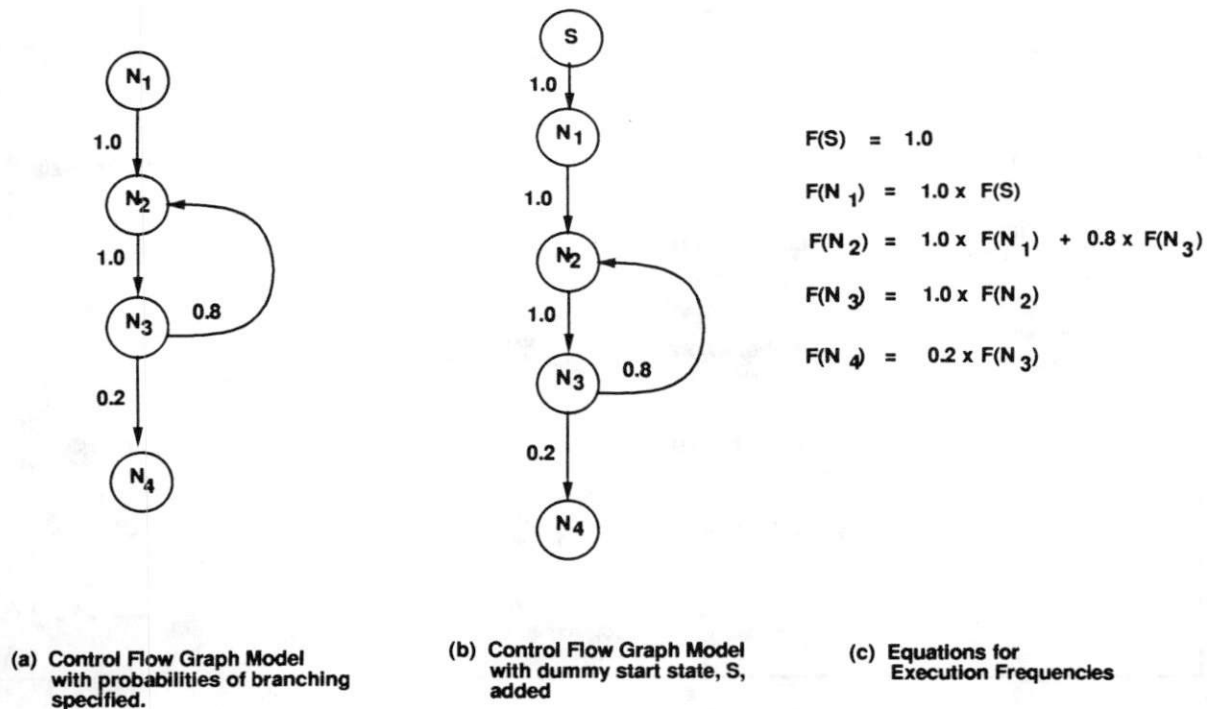 N1
1.0
N2
1.0
N3
0.8
0.2
N4
S
1.0
N1
1.0
N2
1.0
N3
0.8
0.2
N4
F(S) = 1.0
F(N 1) = 1.0 x F(S)
F(N2) = 1.0 x F(N1) + 0.8 x F(N3)
F(N 3) = 1.0 x F(N2)
F(N 4) = 0.2 x F(N3)
(a) Control Flow Graph Model
with probabilities of branching
specified.
(b) Control Flow Graph Model
with dummy start state, S,
added
(c) Equations for
Execution Frequencies